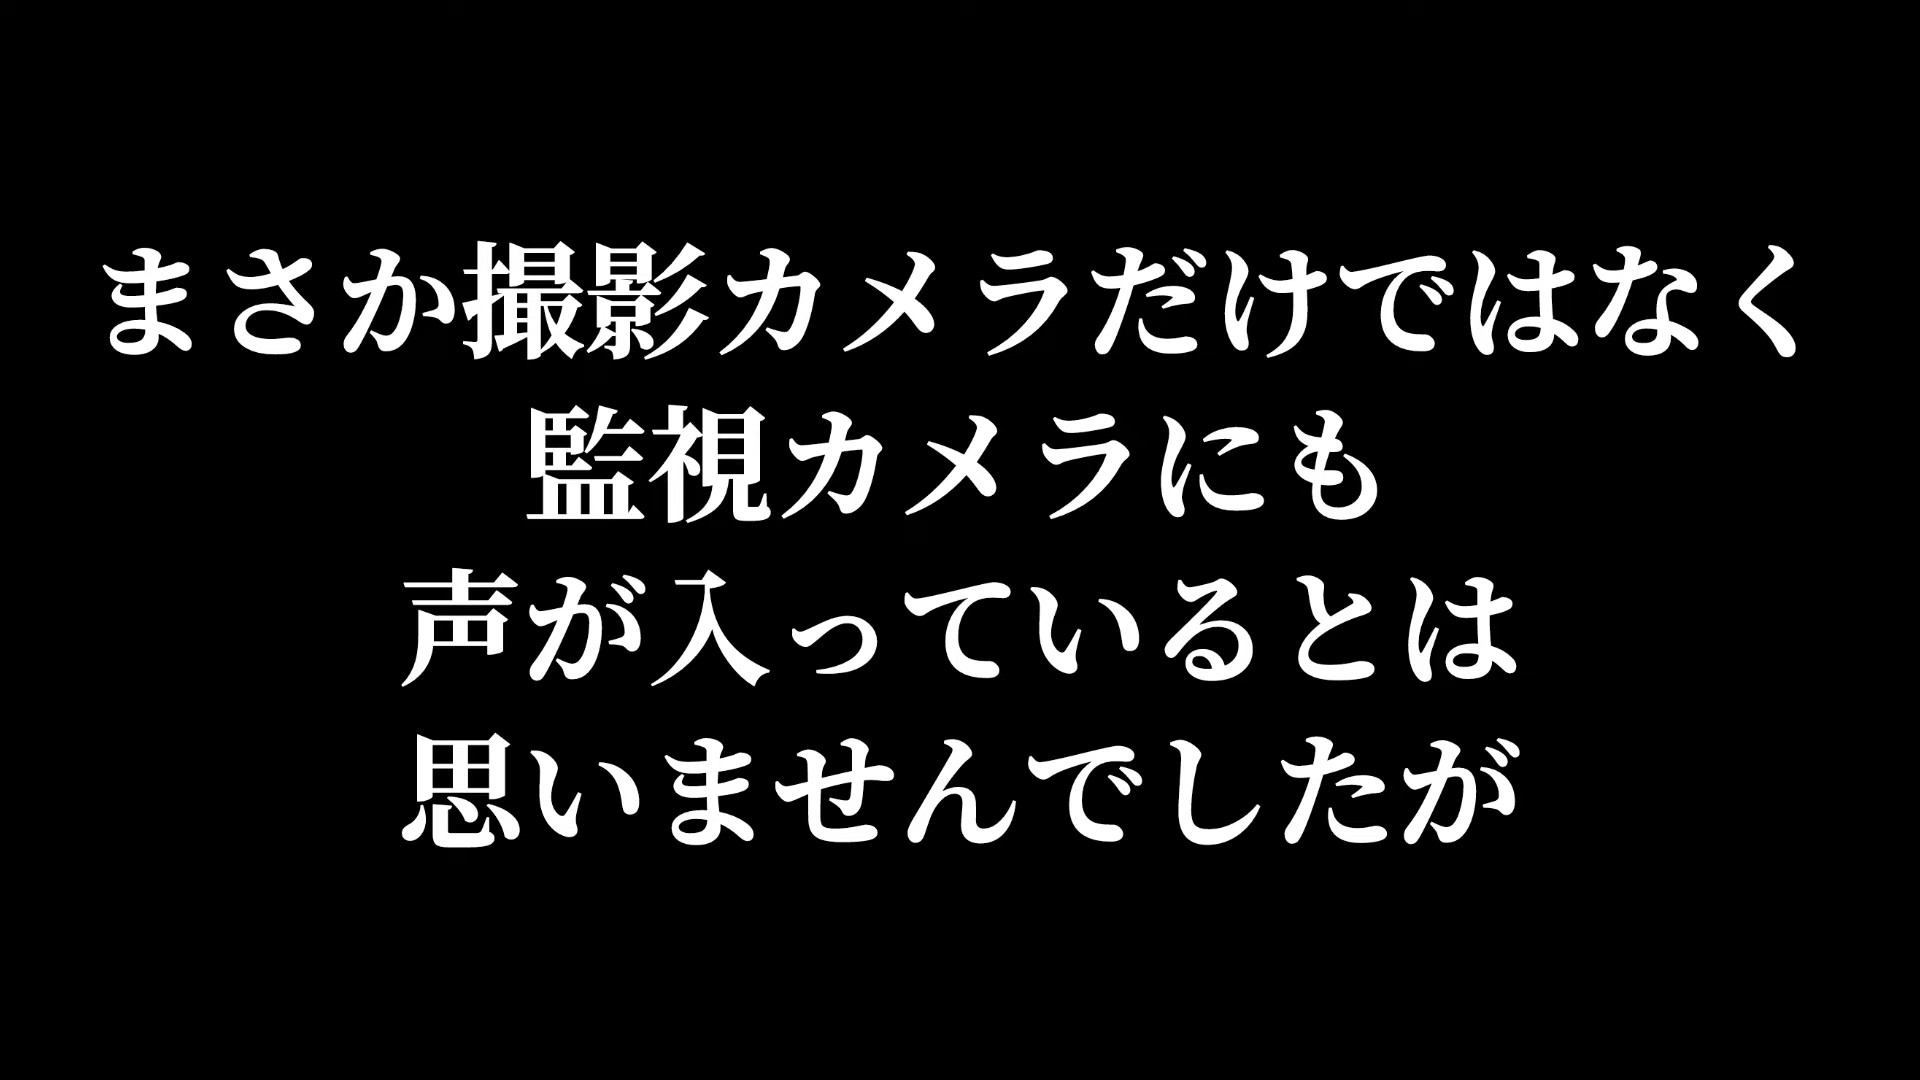 まさか撮影カメラだけではなく
監視カメラにも
声が入っているとは
思いませんでしたが